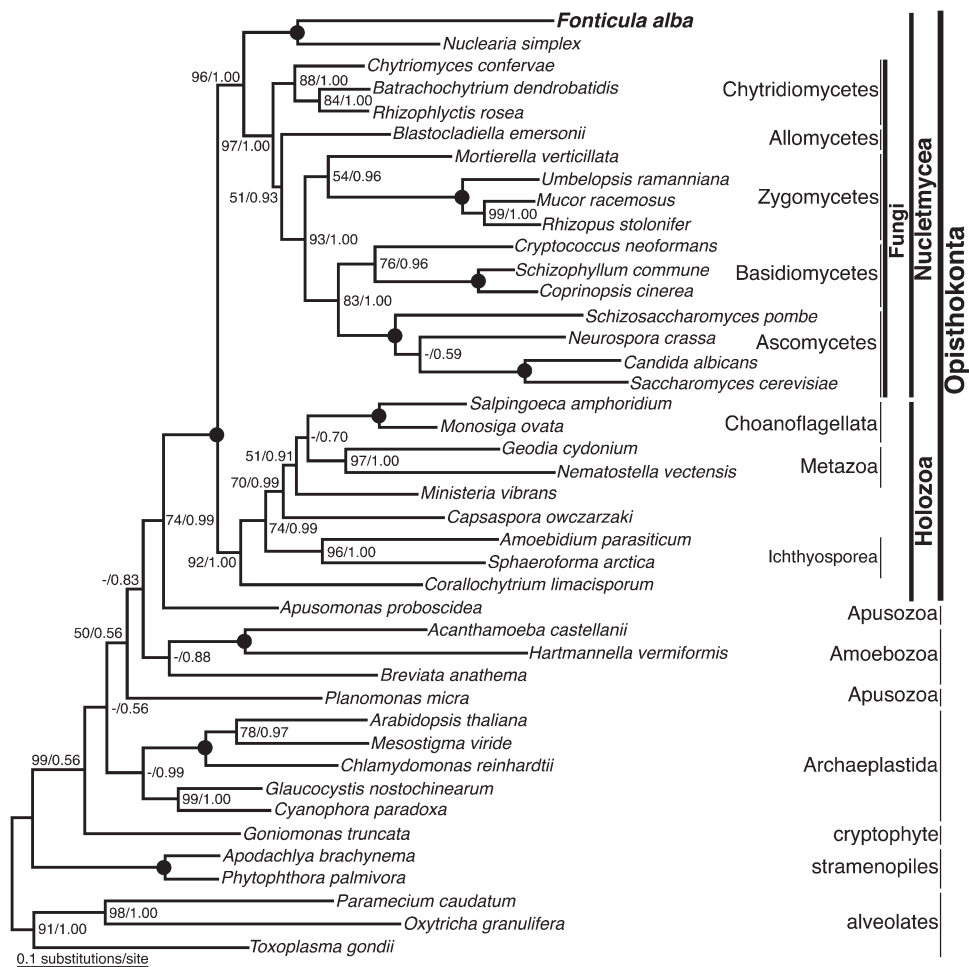 Fonticula alba
Nuclearia simplex
Chytriomyces confervae
96/1.00
88/1.00
Batrachochytrium dendrobatidis
Chytridiomycetes
84/1.00
Rhizophlyctis rosea
Blastocladiella emersonii
Allomycetes
97/1.00
Mortierella verticillata
54/0.96
Umbelopsis ramanniana
51/0.93
Mucor racemosus
Zygomycetes
99/1.00
Rhizopus stolonifer
93/1.00
Cryptococcus neoformans
76/0.96
Schizophyllum commune
Basidiomycetes
Coprinopsis cinerea
83/1.00
Schizosaccharomyces pombe
Neurospora crassa
Ascomycetes
-/0.59
Candida albicans
Saccharomyces cerevisiae
Fungi
Nucletmycea
Opisthokonta
Salpingoeca amphoridium
Choanoflagellata
Monosiga ovata
-/0.70
Geodia cydonium
51/0.91
97/1.00
Metazoa
Nematostella vectensis
70/0.99
Ministeria vibrans
Holozoa
Capsaspora owczarzaki
74/0.99
74/0.99
Amoebidium parasiticum
96/1.00
Ichthyosporea
Sphaeroforma arctica
92/1.00
Corallochytrium limacisporum
-/0.83
Apusomonas proboscidea
Apusozoa
Acanthamoeba castellanii
50/0.56
Hartmannella vermiformis
Amoebozoa
-/0.88
Breviata anathema
Planomonas micra
Apusozoa
-/0.56
Arabidopsis thaliana
78/0.97
Mesostigma viride
99/0.56
Chlamydomonas reinhardtii
Archaeplastida
-/0.99
Glaucocystis nostochinearum
99/1.00
Cyanophora paradoxa
Goniomonas truncata
cryptophyte
Apodachlya brachynema
stramenopiles
Phytophthora palmivora
Paramecium caudatum
98/1.00
Oxytricha granulifera
alveolates
91/1.00
Toxoplasma gondii
0.1 substitutions/site